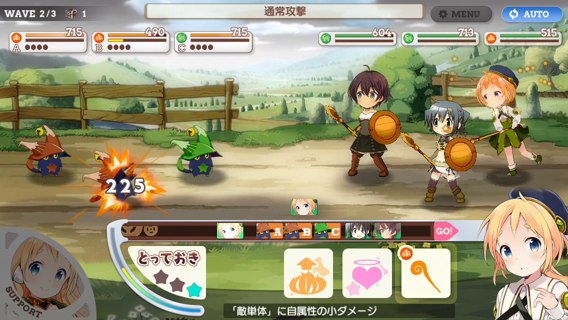 WAVE 2/3 1
通常攻撃
MENU
AUTO
715
490
715
A
B
C
604
713
515
225
A B C
GO!
とっておき
SUPPORT
「敵単体」に自属性の小ダメージ